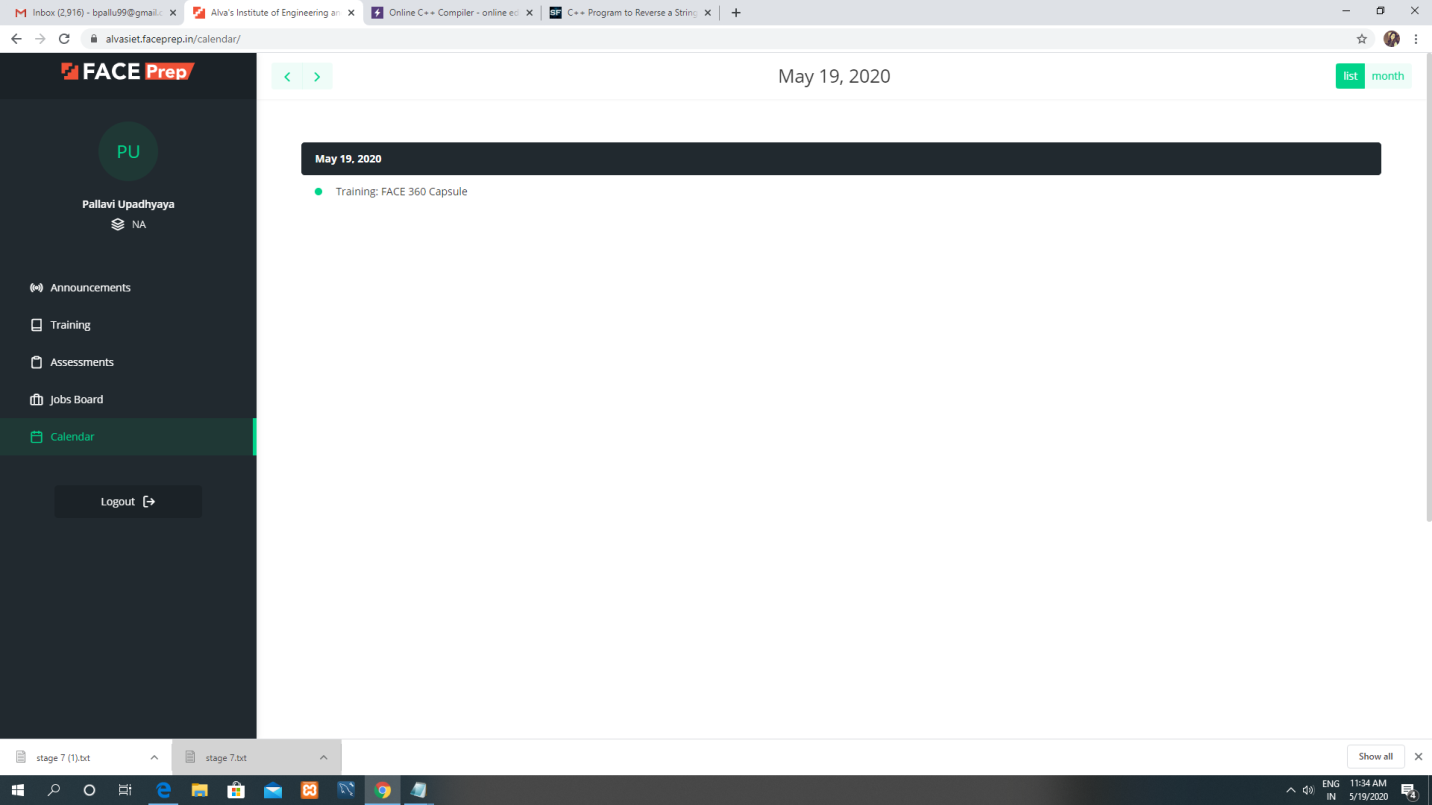 Inbox (2,916) - bpallu99@gmail.c
Alva's Institute of Engineering an
Online C++ Compiler - online ed
SF
C++ Program to Reverse a String
alvasiet.faceprep.in/calendar/
FACE Prep
May 19, 2020
list
month
PU
Pallavi Upadhyaya
NA
May 19, 2020
Training: FACE 360 Capsule
Announcements
Training
Assessments
Jobs Board
Calendar
Logout
stage 7 (1).txt
stage 7.txt
Show all
ENG
IN
11:34 AM
5/19/2020
4